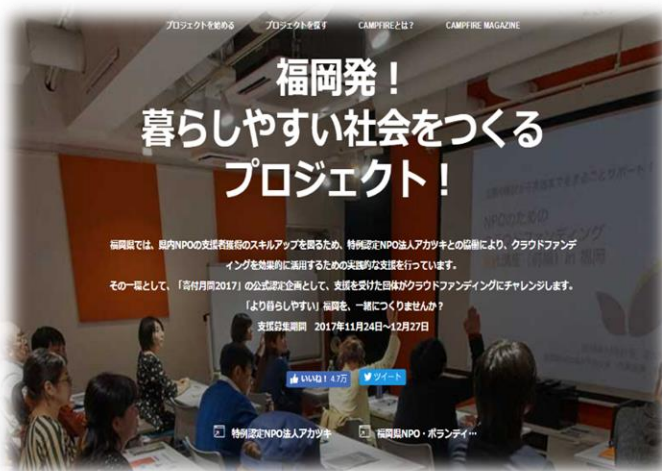 プロジェクトを始める
プロジェクトを探す
CAMPFIREとは?
CAMPFIRE MAGAZINE
福岡発!
暮らしやすい社会をつくる
プロジェクト!
福岡県では、県内NPOの支援者獲得のスキルアップを図るため、特例認定NPO法人アカツキとの協働により、クラウドファンデ
ィングを効果的に活用するための実践的な支援を行っています。
その一環として、「寄付月間2017」の公式認定企画として、支援を受けた団体がクラウドファンディングにチャレンジします。
「より暮らしやすい」福岡を、一緒につくりませんか?
支援募集期間 2017年11月24日~12月27日
いいね! 4.7万
ツイート
特例認定NPO法人アカツキ
福岡県NPO・ボランティ…
NPOのための